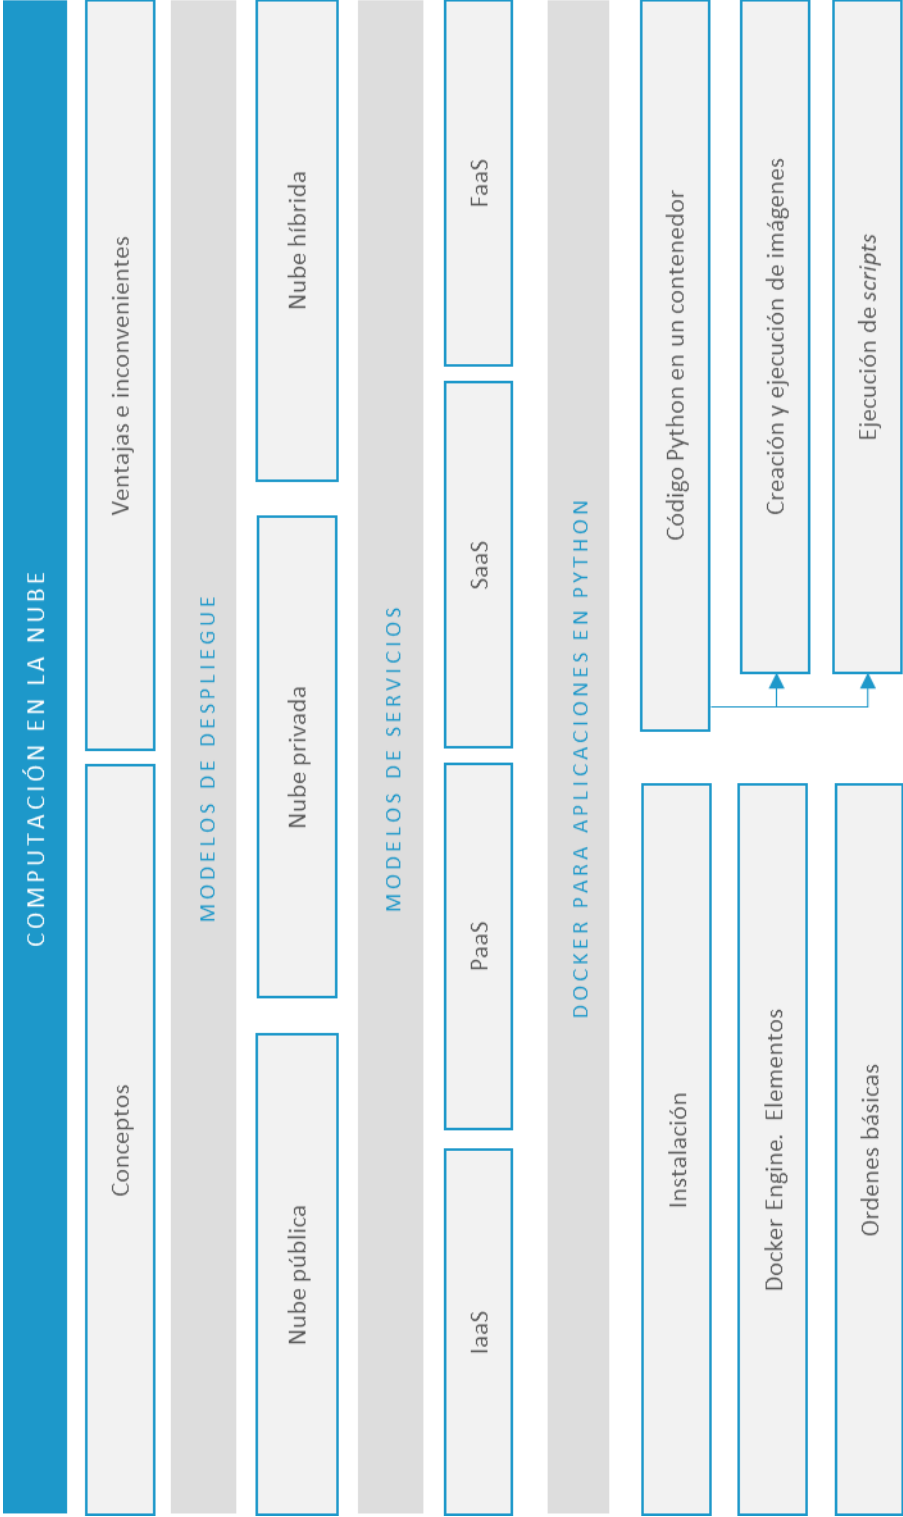 COMPUTACIÓN EN LA NUBE
Conceptos
Ventajas e inconvenientes
MODELOS DE DESPLIEGUE
Nube pública
Nube privada
Nube híbrida
MODELOS DE SERVICIOS
IaaS
PaaS
SaaS
FaaS
DOCKER PARA APLICACIONES EN PYTHON
Instalación
Código Python en un contenedor
Docker Engine. Elementos
Creación y ejecución de imágenes
Ordenes básicas
Ejecución de scripts